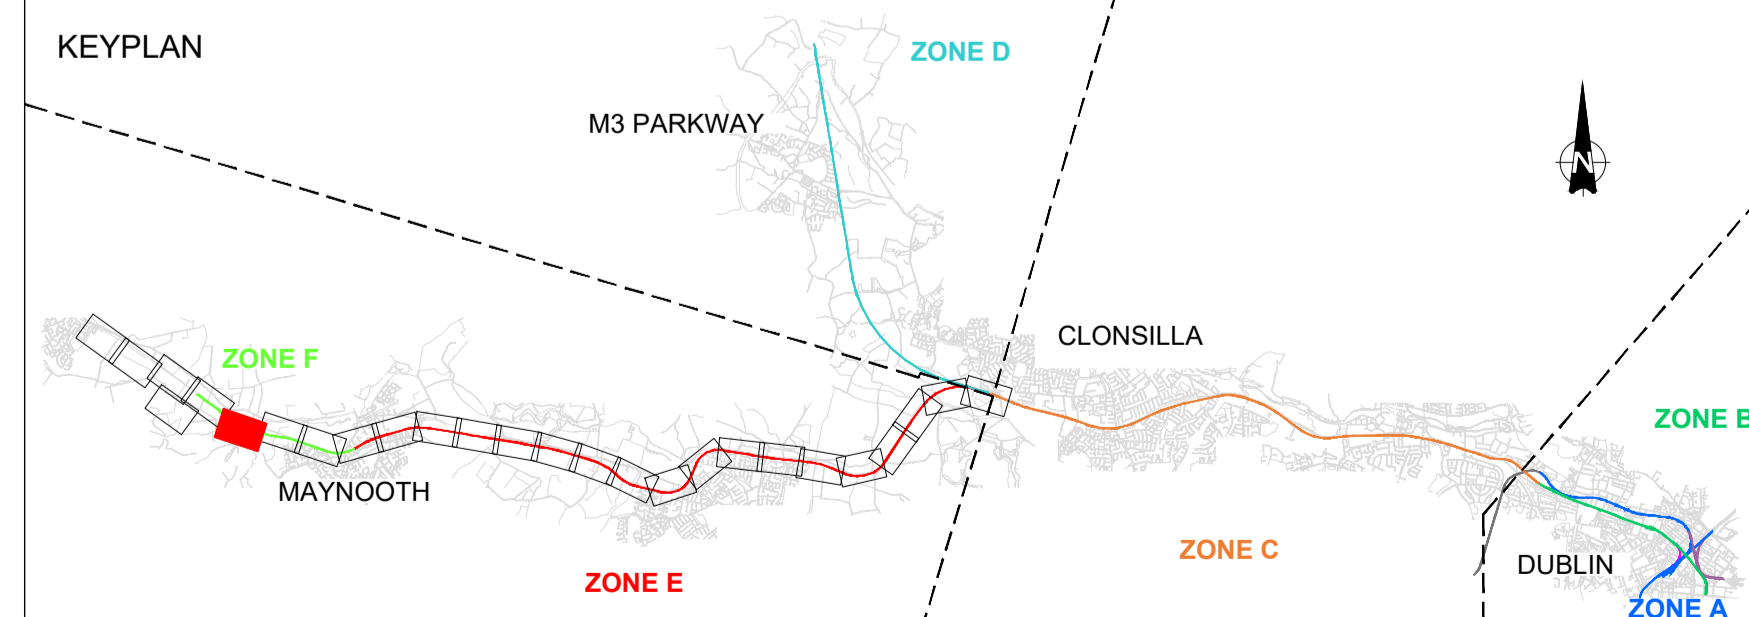 KEYPLAN
ZONE D
M3 PARKWAY
N
CLONSILLA
ZONE F
ZONE B
MAYNOOTH
ZONE C
DUBLIN
ZONE E
ZONE A